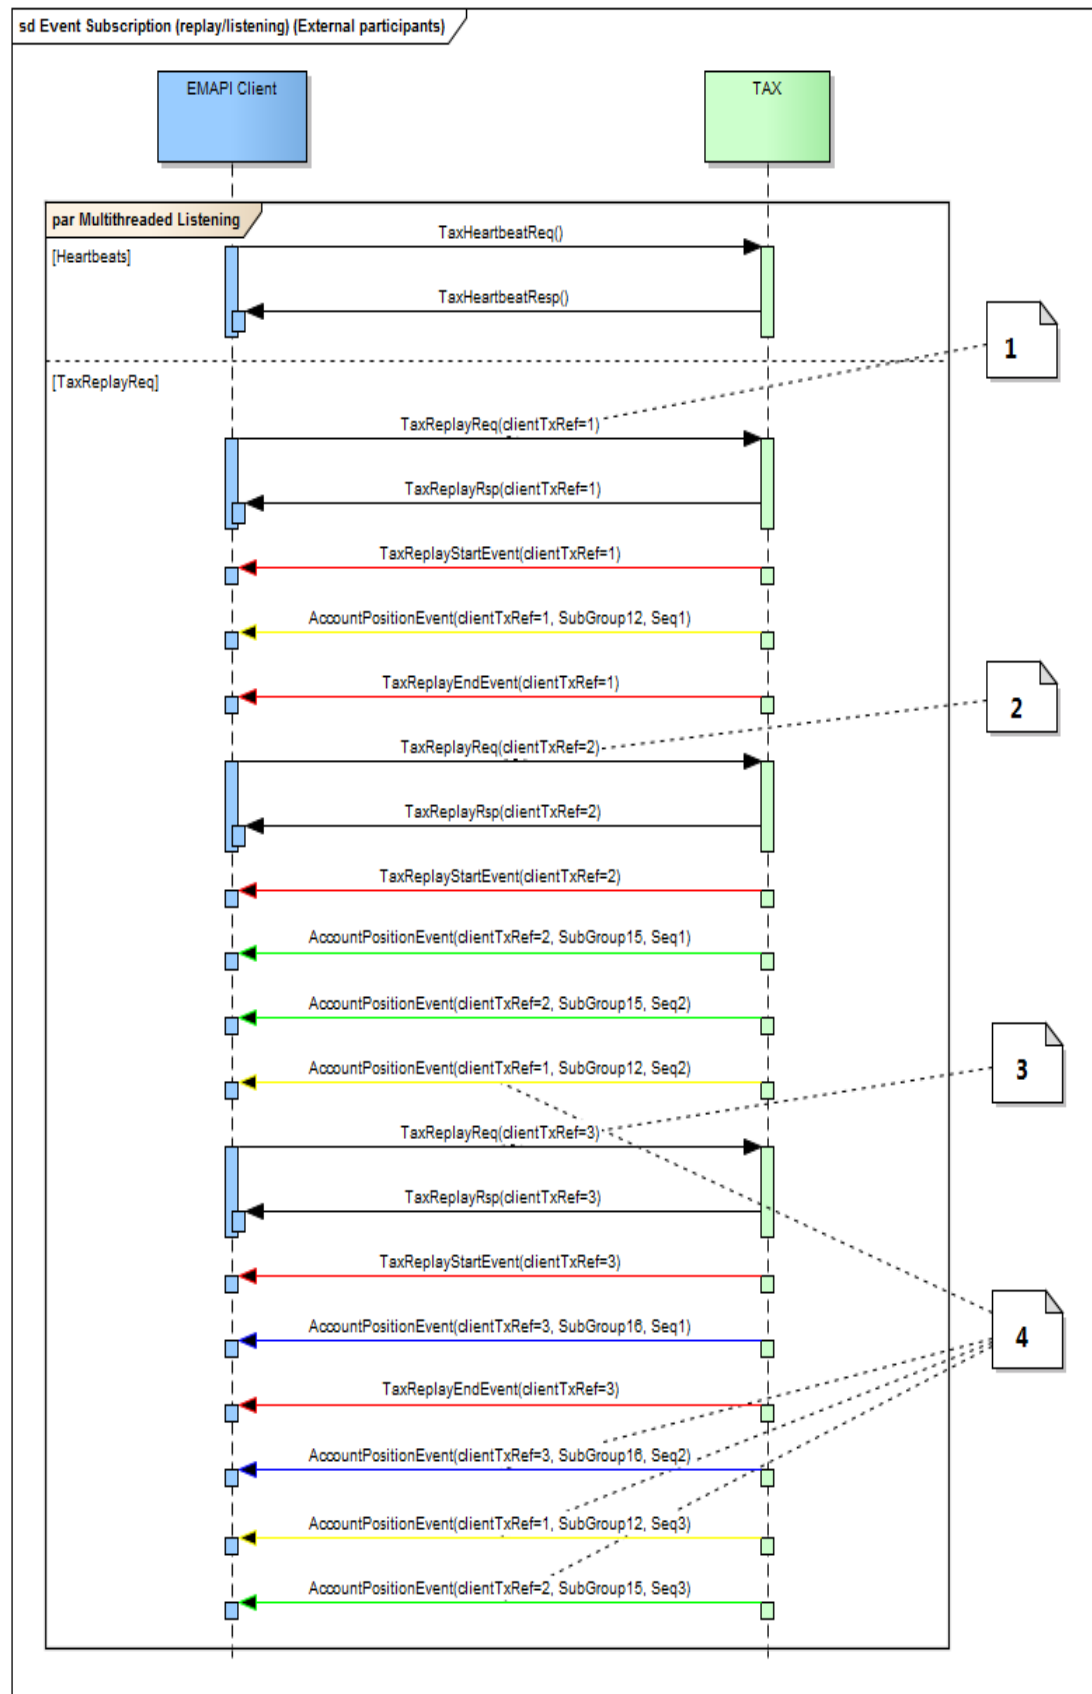 sd Event Subscription (replay/listening) (External participants)
EMAPI Client
TAX
par Multithreaded Listening
TaxHeartbeatReq()
[Heartbeats]
TaxHeartbeatResp()
1
[TaxReplayReq]
TaxReplayReq(clientTxRef=1)
TaxReplayRsp(clientTxRef=1)
TaxReplayStartEvent(clientTxRef=1)
AccountPositionEvent(clientTxRef=1, SubGroup12, Seq1)
TaxReplayEndEvent(clientTxRef=1)
2
TaxReplayReq(clientTxRef=2)
TaxReplayRsp(clientTxRef=2)
TaxReplayStartEvent(clientTxRef=2)
AccountPositionEvent(clientTxRef=2, SubGroup15, Seq1)
AccountPositionEvent(clientTxRef=2, SubGroup15, Seq2)
AccountPositionEvent(clientTxRef=1, SubGroup12, Seq2)
3
TaxReplayReq(clientTxRef=3)
TaxReplayRsp(clientTxRef=3)
TaxReplayStartEvent(clientTxRef=3)
AccountPositionEvent(clientTxRef=3, SubGroup16, Seq1)
4
TaxReplayEndEvent(clientTxRef=3)
AccountPositionEvent(clientTxRef=3, SubGroup16, Seq2)
AccountPositionEvent(clientTxRef=1, SubGroup12, Seq3)
AccountPositionEvent(clientTxRef=2, SubGroup15, Seq3)